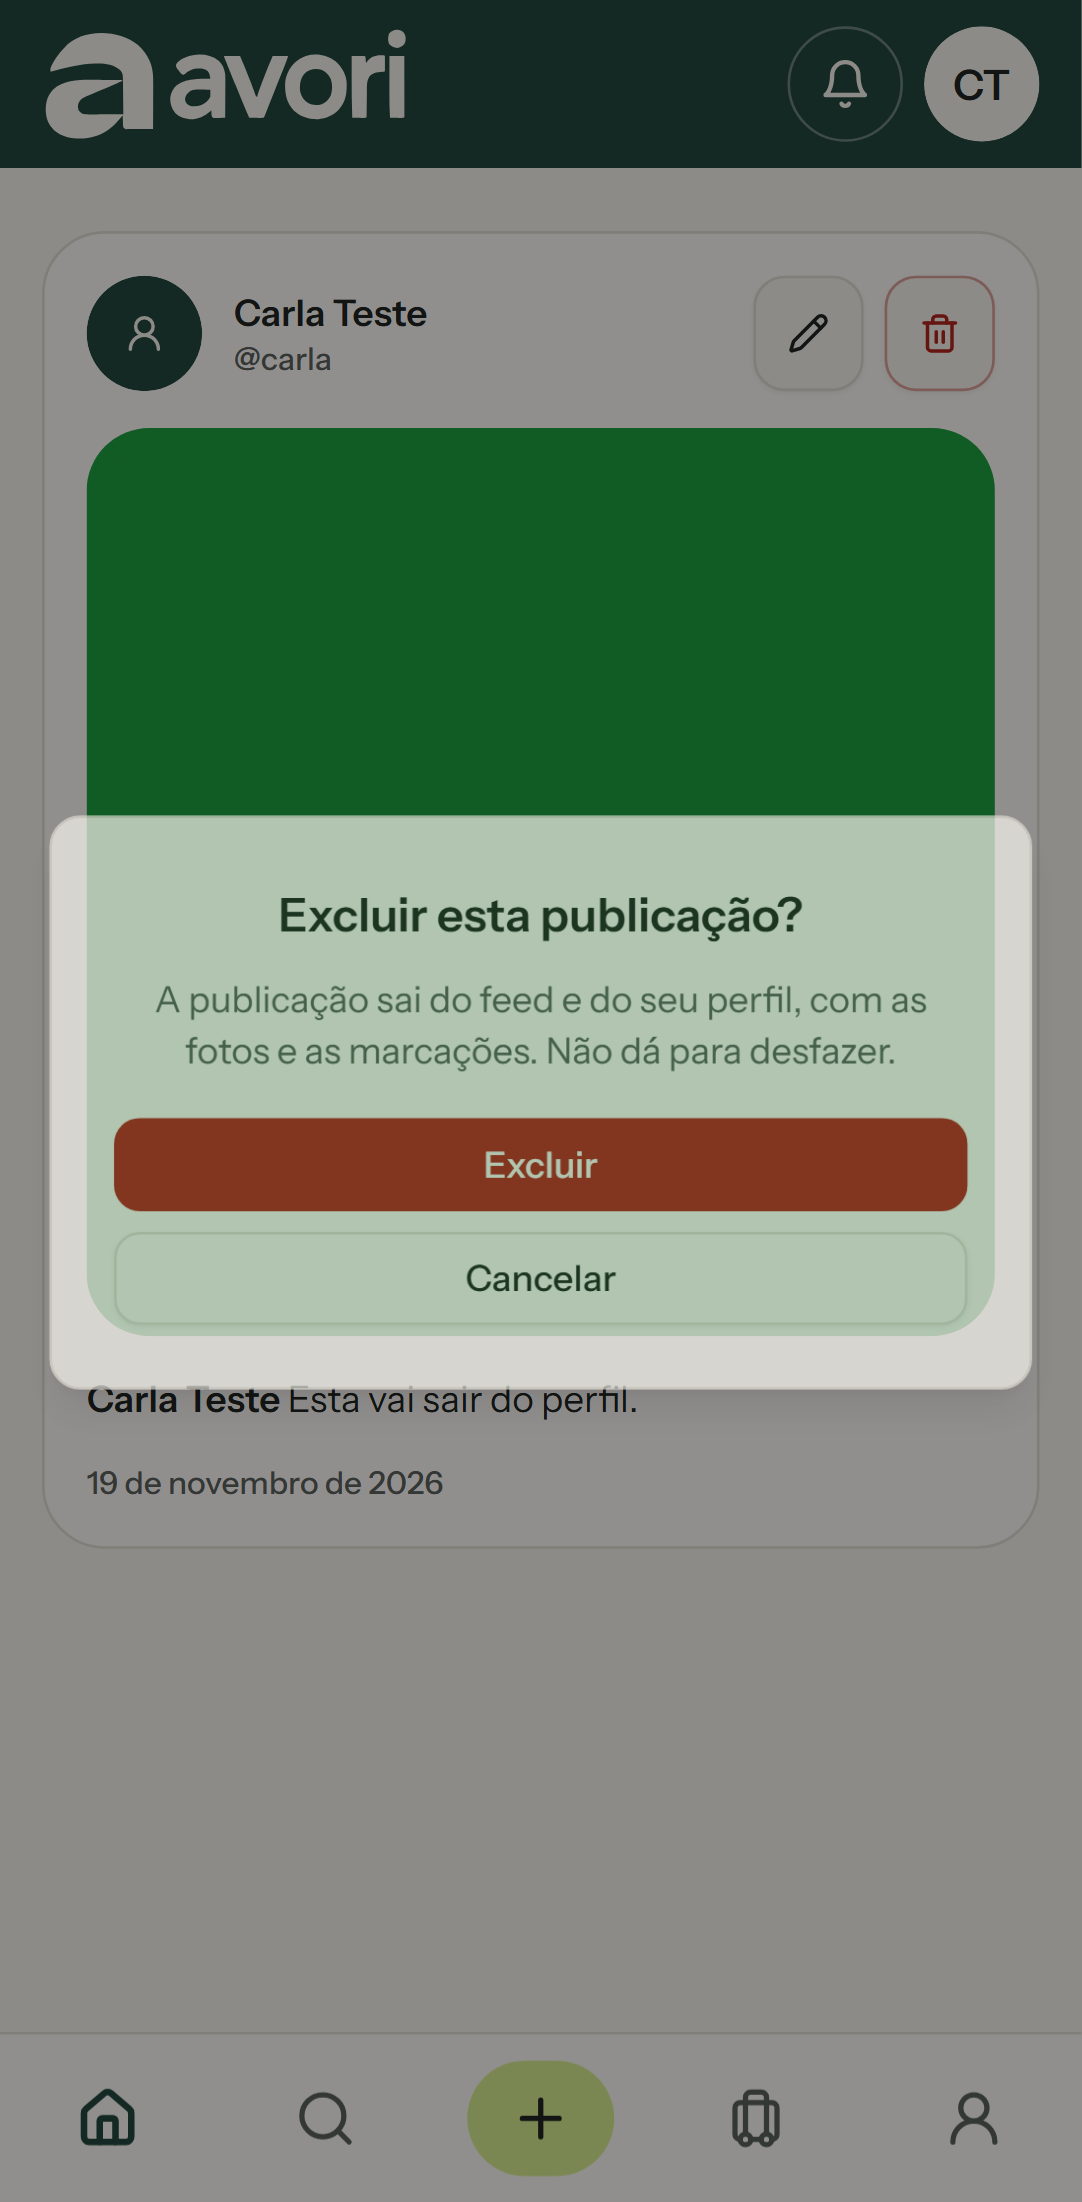 a avori
CT
Carla Teste
@carla
Excluir esta publicação?
A publicação sai do feed e do seu perfil, com as
fotos e as marcações. Não dá para desfazer.
Excluir
Cancelar
Carla Teste Esta vai sair do perfil.
19 de novembro de 2026